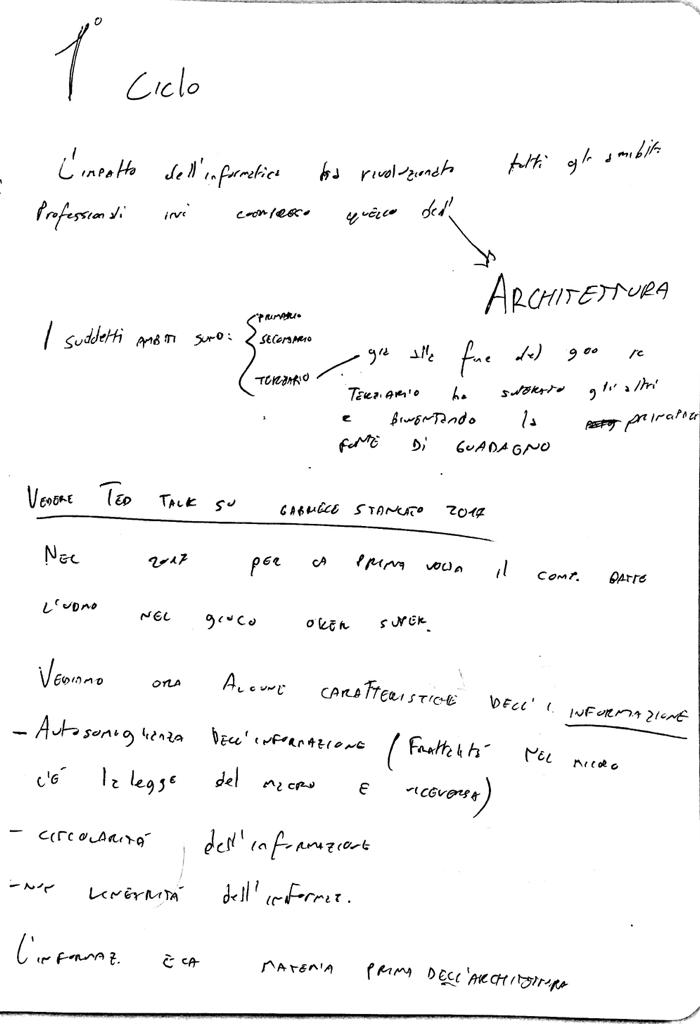 1°
Ciclo
L'impatto dell'informatica ha rivoluzionato tutti gli ambiti
Professionali ivi compreso quello dell'
ARCHITETTURA
I suddetti AMBITI SONO:
PRIMARIO
SECONDARIO
TERZIARIO
già alla fine del 900 il
TERZIARIO ha SUPERATO gli altri
e DIVENTANDO la principale
FONTE DI GUADAGNO
VEDERE TED TALK SU GABRIELE STANCATO 2017
NEL 2017 PER LA PRIMA VOLTA IL COMP. BATTE
L'UOMO NEL GIOCO SUPER.
VEDIAMO ORA ALCUNE CARATTERISTICHE DELL'I. INFORMAZIONE
- Autosomiglianza DELL'INFORMAZIONE (Frattalità NEL MICRO
c'È la legge del MACRO E VICEVERSA)
- CIRCOLARITÀ dell'informazione
- NON LINEARITÀ dell'informaz.
L'INFORMAZ. È LA MATERIA PRIMA DELL'ARCHITETTURA